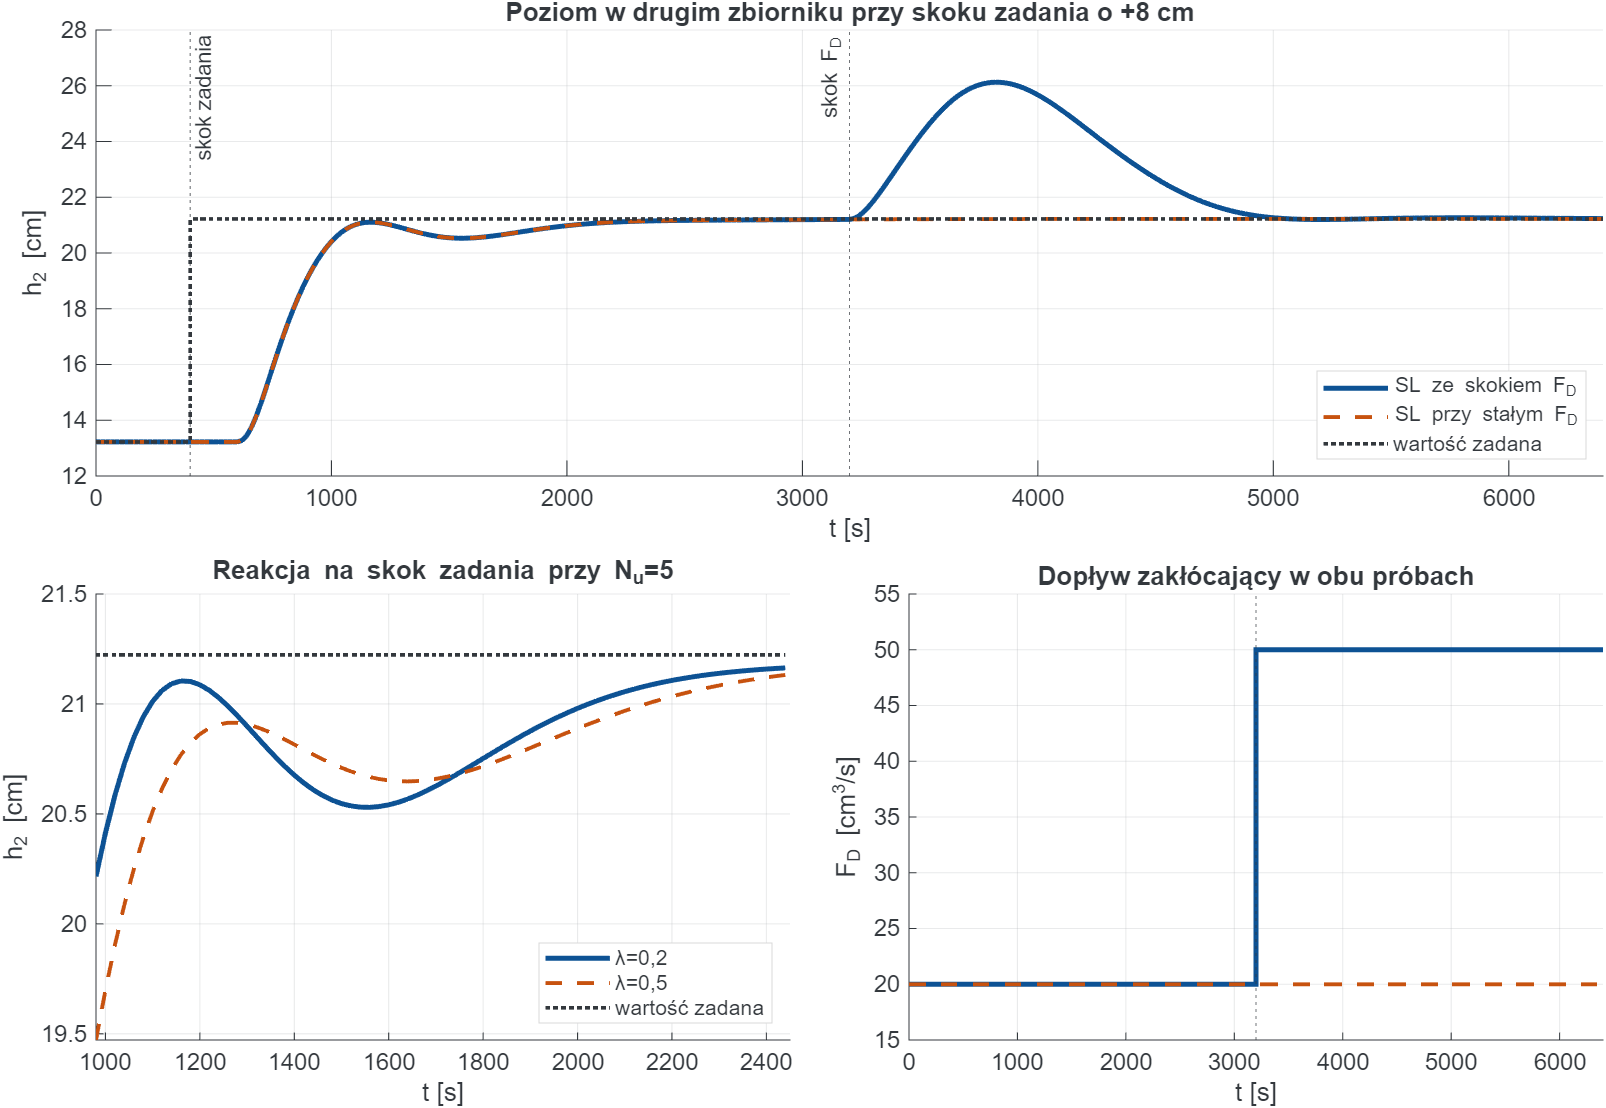 Poziom w drugim zbiorniku przy skoku zadania o +8 cm
28
26
24
22
20
18
16
14
12
h₂ [cm]
skok zadania
skok F_D
SL ze skokiem F_D
SL przy stałym F_D
wartość zadana
0 1000 2000 3000 4000 5000 6000
t [s]
Reakcja na skok zadania przy Nᵤ=5
21.5
21
20.5
20
19.5
h₂ [cm]
λ=0,2
λ=0,5
wartość zadana
1000 1200 1400 1600 1800 2000 2200 2400
t [s]
Dopływ zakłócający w obu próbach
55
50
45
40
35
30
25
20
15
F_D [cm³/s]
0 1000 2000 3000 4000 5000 6000
t [s]